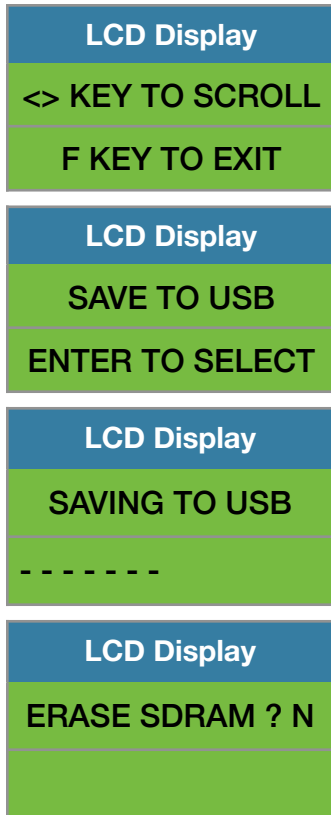 LCD Display
<> KEY TO SCROLL
F KEY TO EXIT
LCD Display
SAVE TO USB
ENTER TO SELECT
LCD Display
SAVING TO USB
- - - - - - -
LCD Display
ERASE SDRAM ? N